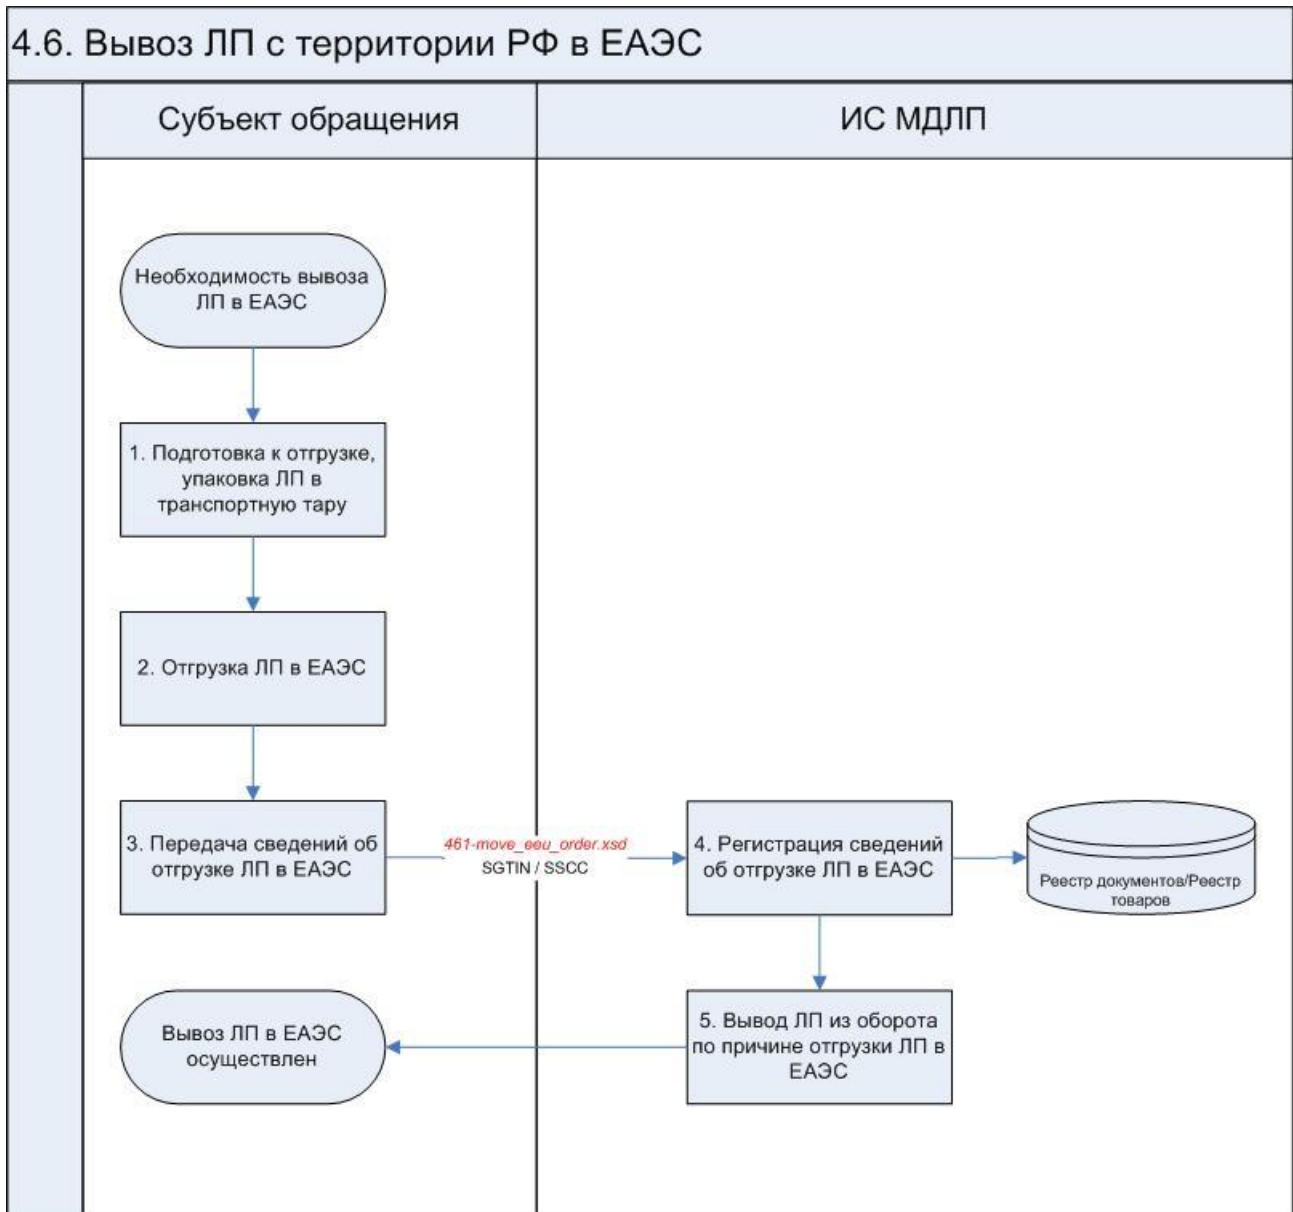 4.6. Вывоз ЛП с территории РФ в ЕАЭС
Субъект обращения
ИС МДЛП
Необходимость вывоза
ЛП в ЕАЭС
1. Подготовка к отгрузке,
упаковка ЛП в
транспортную тару
2. Отгрузка ЛП в ЕАЭС
3. Передача сведений об
отгрузке ЛП в ЕАЭС
461-move_eeu_order.xsd
SGTIN / SSCC
4. Регистрация сведений
об отгрузке ЛП в ЕАЭС
Реестр документов/Реестр
товаров
5. Вывод ЛП из оборота
по причине отгрузки ЛП в
ЕАЭС
Вывоз ЛП в ЕАЭС
осуществлен